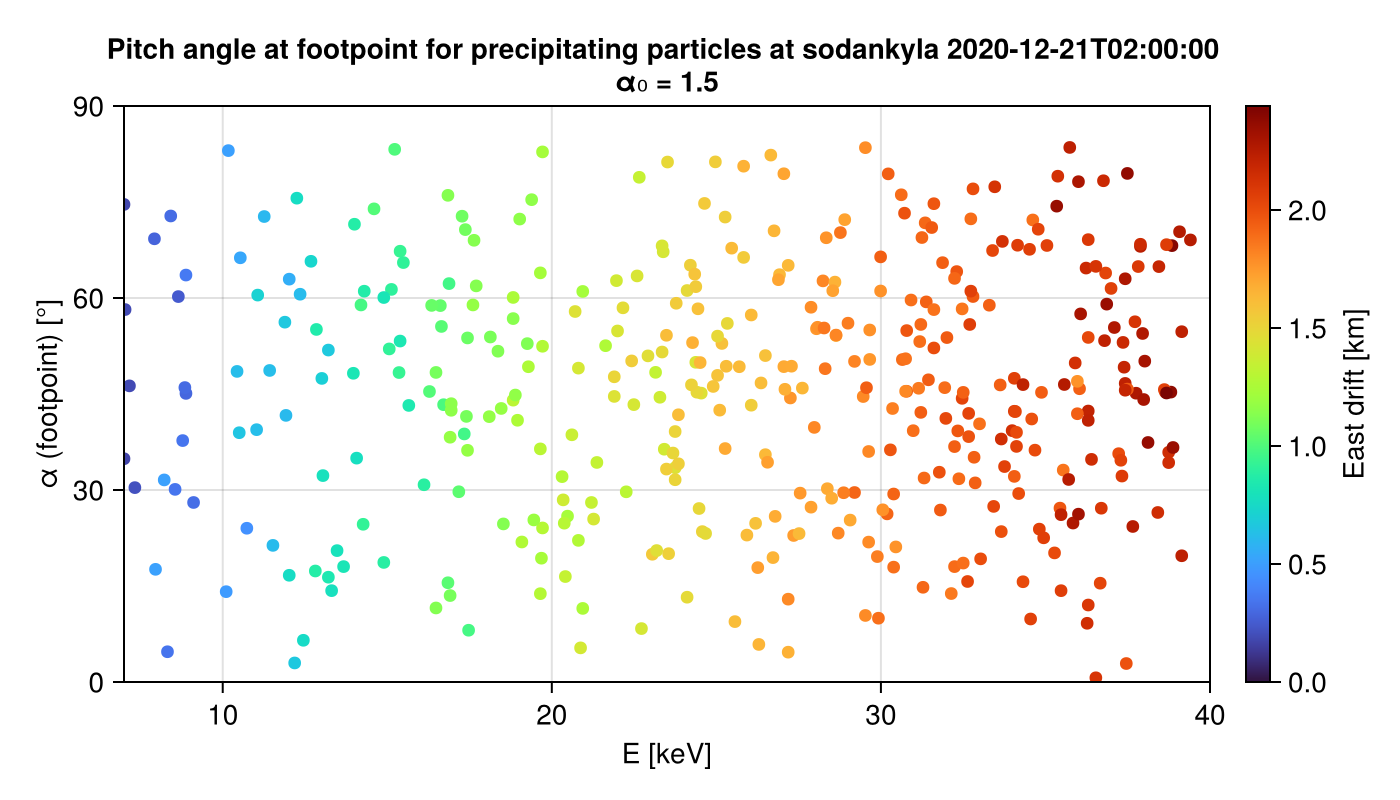 Pitch angle at footpoint for precipitating particles at sodankyla 2020-12-21T02:00:00
α₀ = 1.5
90
60
30
0
α (footpoint) [°]
10
20
30
40
E [keV]
2.0
1.5
1.0
0.5
0.0
East drift [km]